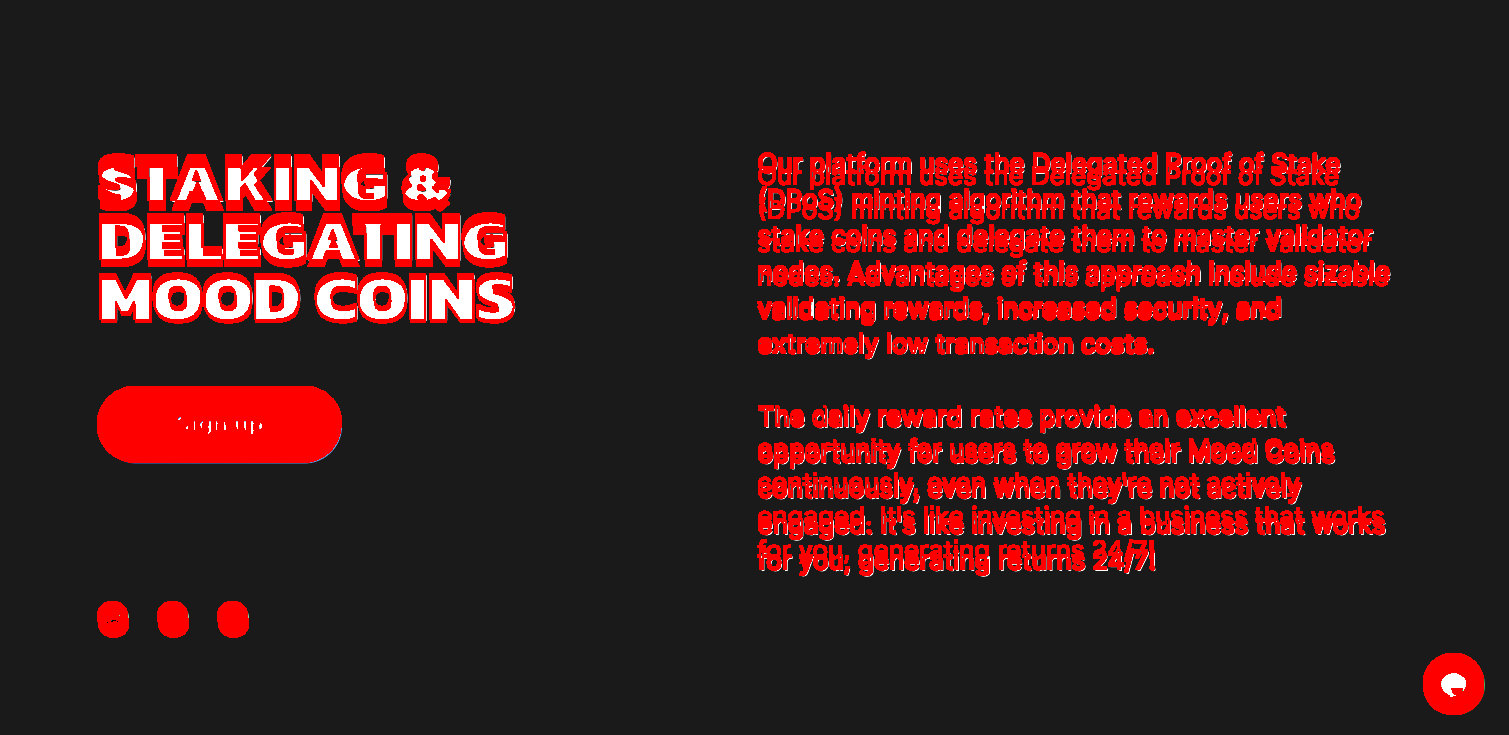 STAKING &
DELEGATING
MOOD COINS
Sign up
Our platform uses the Delegated Proof of Stake
(DPoS) minting algorithm that rewards users who
stake coins and delegate them to master validator
nodes. Advantages of this approach include sizable
validating rewards, increased security, and
extremely low transaction costs.
The daily reward rates provide an excellent
opportunity for users to grow their Mood Coins
continuously, even when they're not actively
engaged. It's like investing in a business that works
for you, generating returns 24/7!